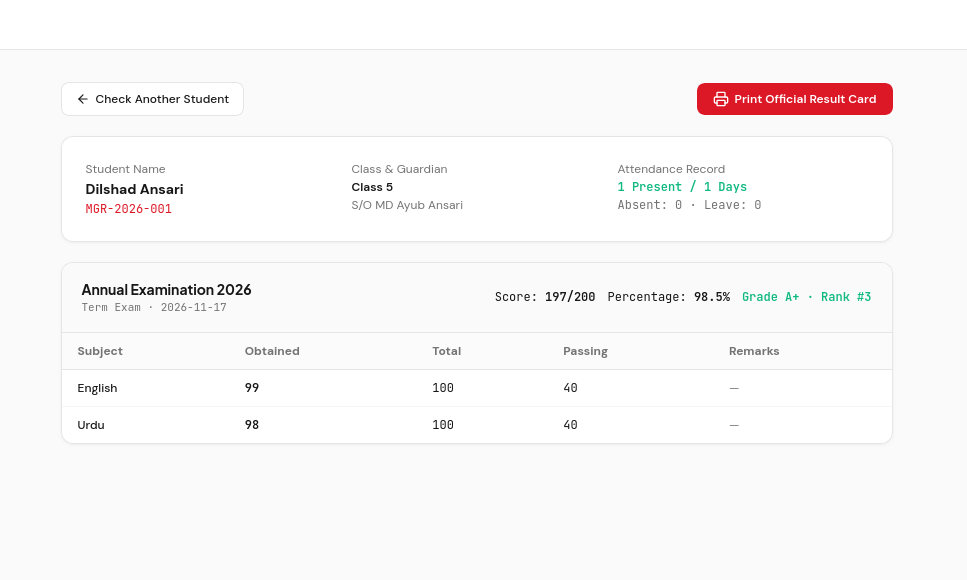 ← Check Another Student
Print Official Result Card
Student Name
Dilshad Ansari
MGR-2026-001
Class & Guardian
Class 5
S/O MD Ayub Ansari
Attendance Record
1 Present / 1 Days
Absent: 0 · Leave: 0
Annual Examination 2026
Term Exam · 2026-11-17
Score: 197/200 Percentage: 98.5% Grade A+ · Rank #3
Subject Obtained Total Passing Remarks
English 99 100 40 —
Urdu 98 100 40 —